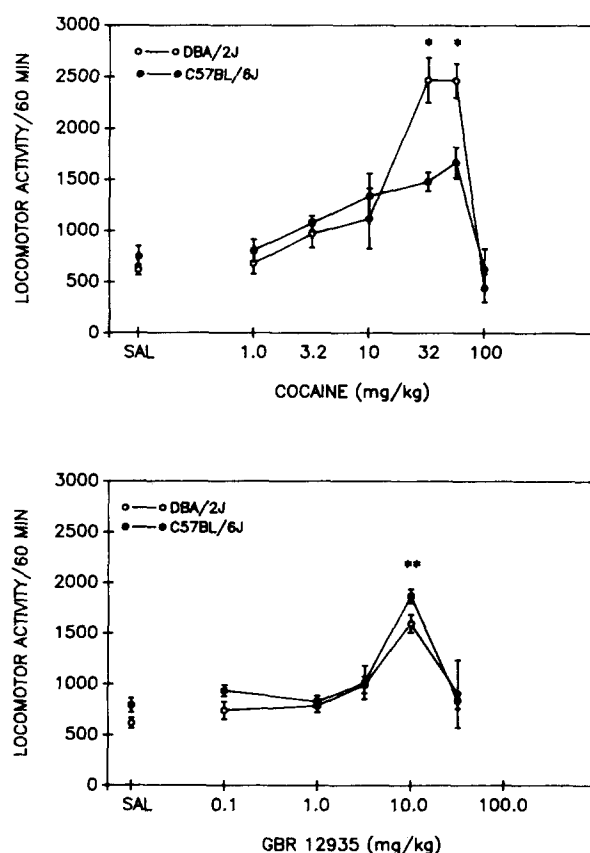 3000
2500
2000
1500
1000
500
0
LOCOMOTOR ACTIVITY/60 MIN
DBA/2J
C57BL/6J
* *
SAL 1.0 3.2 10 32 100
COCAINE (mg/kg)
3000
2500
2000
1500
1000
500
0
LOCOMOTOR ACTIVITY/60 MIN
DBA/2J
C57BL/6J
**
SAL 0.1 1.0 10.0 100.0
GBR 12935 (mg/kg)